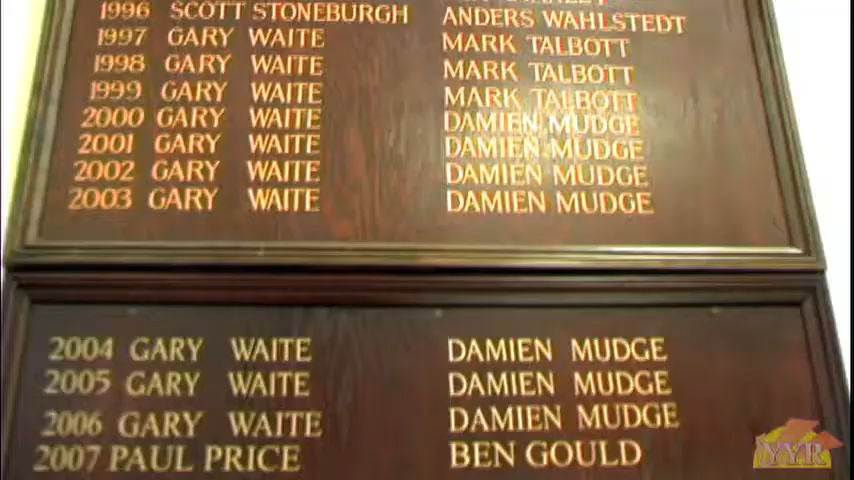 1996 SCOTT STONEBURGH ANDERS WAHLSTEDT
1997 GARY WAITE MARK TALBOTT
1998 GARY WAITE MARK TALBOTT
1999 GARY WAITE MARK TALBOTT
2000 GARY WAITE DAMIEN MUDGE
2001 GARY WAITE DAMIEN MUDGE
2002 GARY WAITE DAMIEN MUDGE
2003 GARY WAITE DAMIEN MUDGE
2004 GARY WAITE DAMIEN MUDGE
2005 GARY WAITE DAMIEN MUDGE
2006 GARY WAITE DAMIEN MUDGE
2007 PAUL PRICE BEN GOULD
YYR